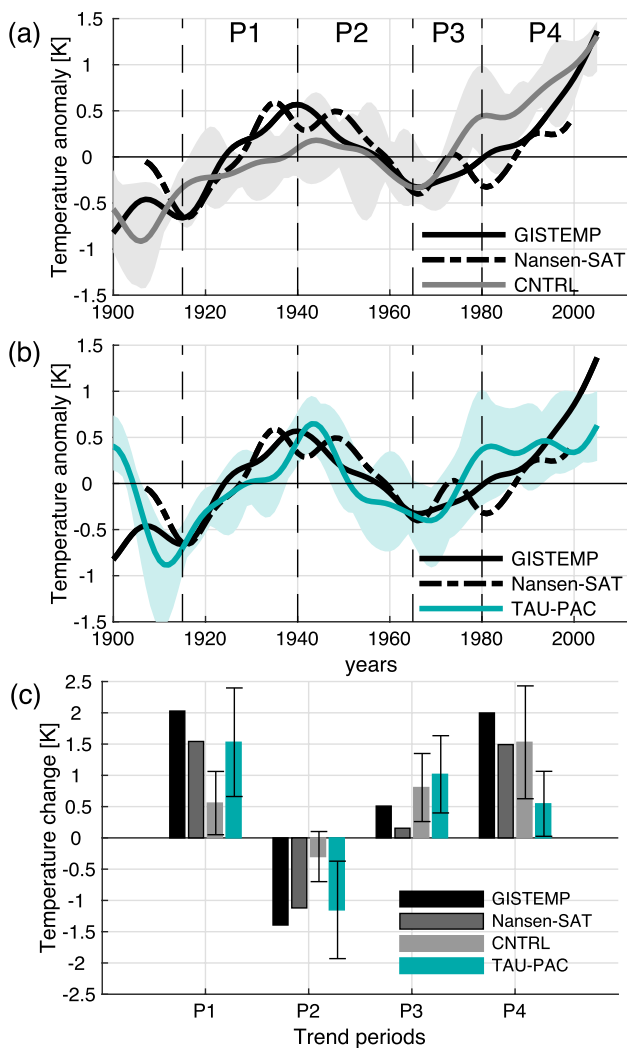 (a)
P1 P2 P3 P4
Temperature anomaly [K]
1.5
1
0.5
0
-0.5
-1
-1.5
GISTEMP
Nansen-SAT
CNTRL
1900 1920 1940 1960 1980 2000
(b)
Temperature anomaly [K]
1.5
1
0.5
0
-0.5
-1
-1.5
GISTEMP
Nansen-SAT
TAU-PAC
1900 1920 1940 1960 1980 2000
years
(c)
Temperature change [K]
2.5
2
1.5
1
0.5
0
-0.5
-1
-1.5
-2
-2.5
GISTEMP
Nansen-SAT
CNTRL
TAU-PAC
P1 P2 P3 P4
Trend periods